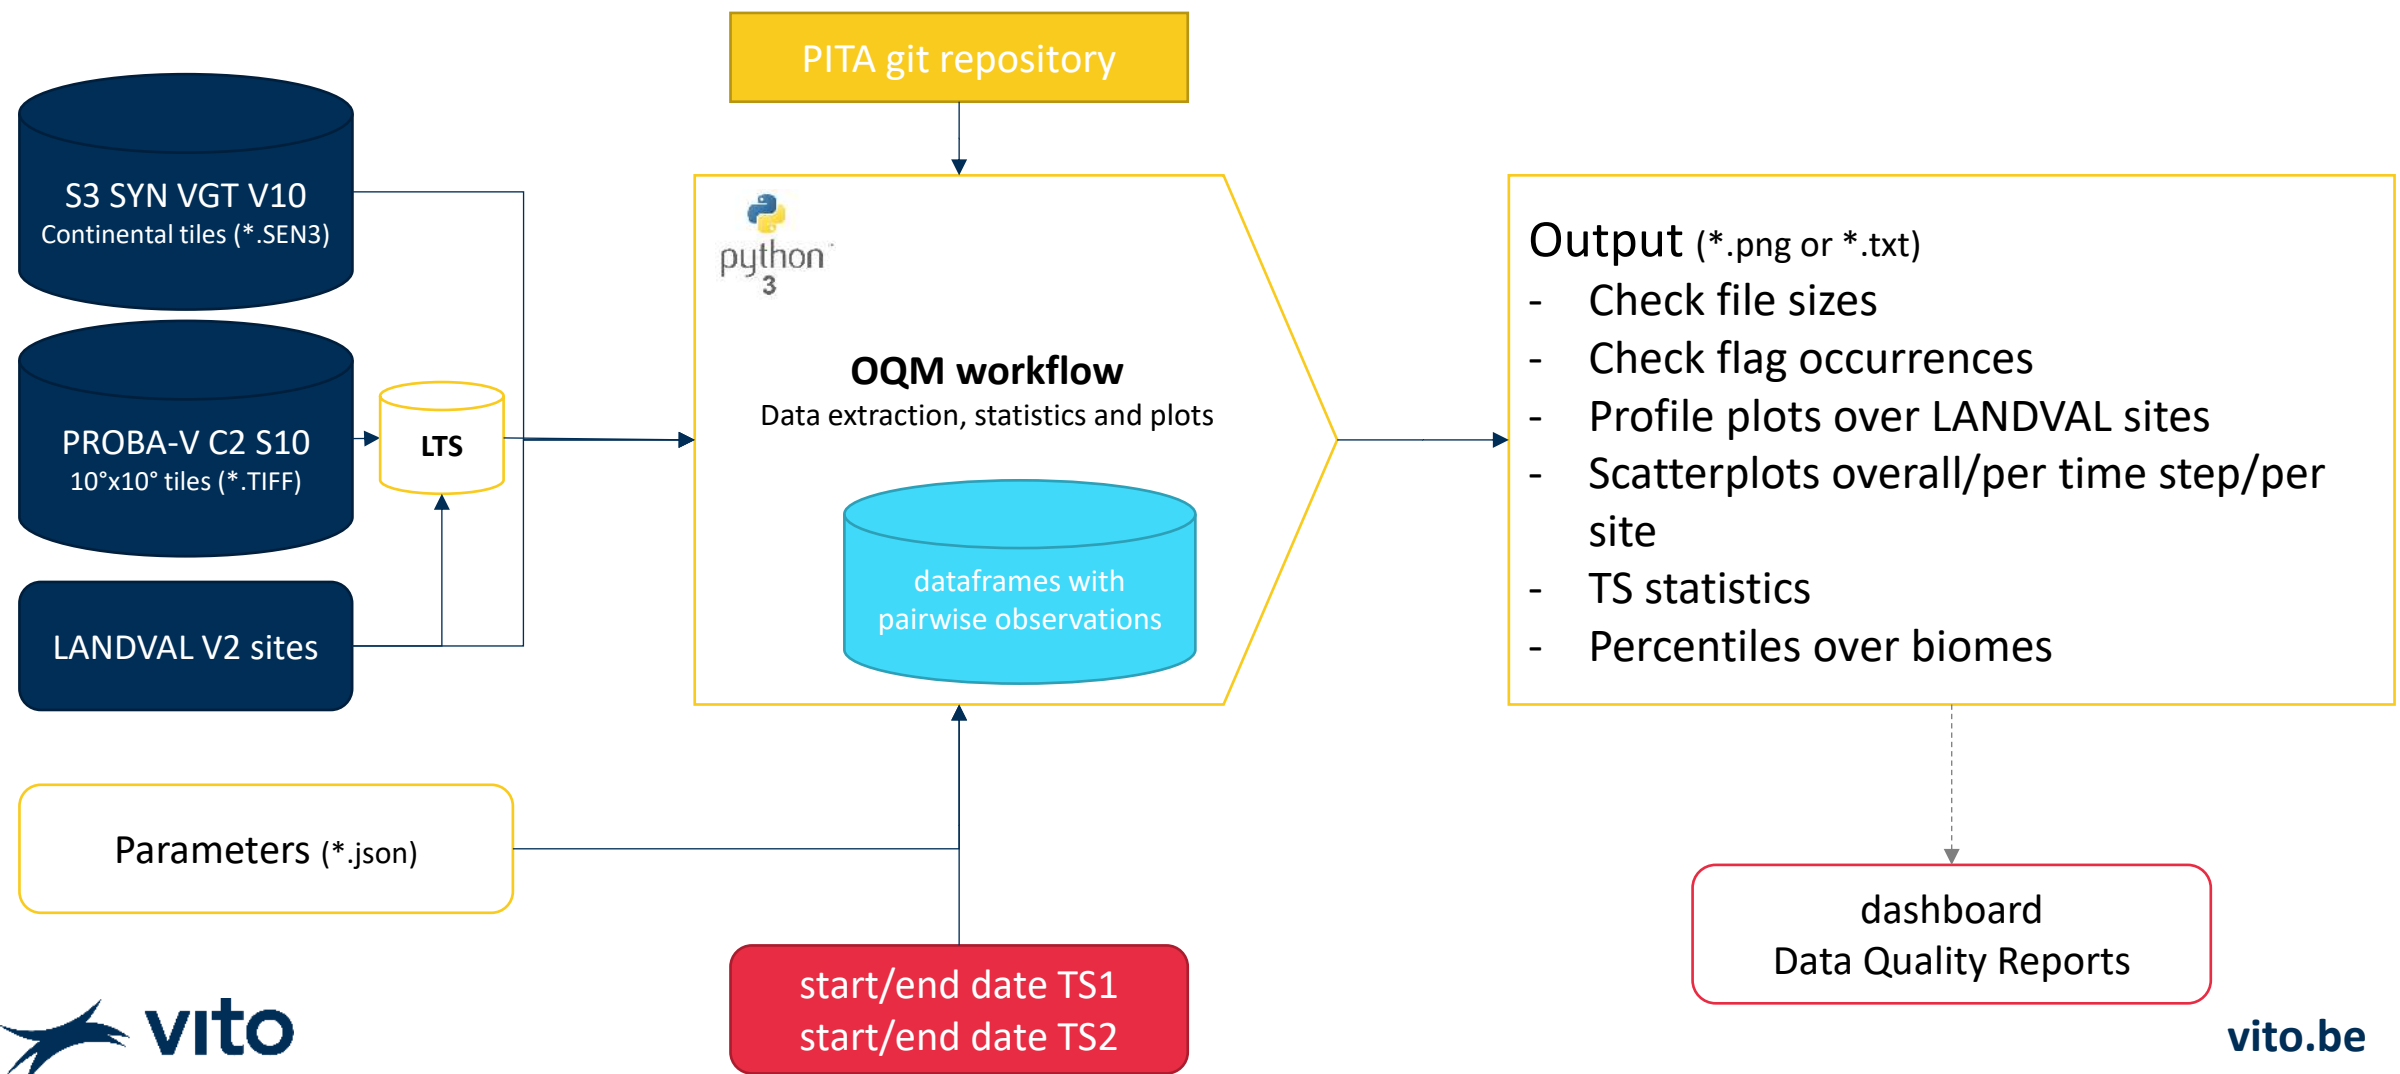 PITA git repository
S3 SYN VGT V10
Continental tiles (*.SEN3)
PROBA-V C2 S10
10°x10° tiles (*.TIFF)
LTS
LANDVAL V2 sites
Parameters (*.json)
python
3
OQM workflow
Data extraction, statistics and plots
dataframes with
pairwise observations
start/end date TS1
start/end date TS2
Output (*.png or *.txt)
- Check file sizes
- Check flag occurrences
- Profile plots over LANDVAL sites
- Scatterplots overall/per time step/per
site
- TS statistics
- Percentiles over biomes
dashboard
Data Quality Reports
vito
vito.be